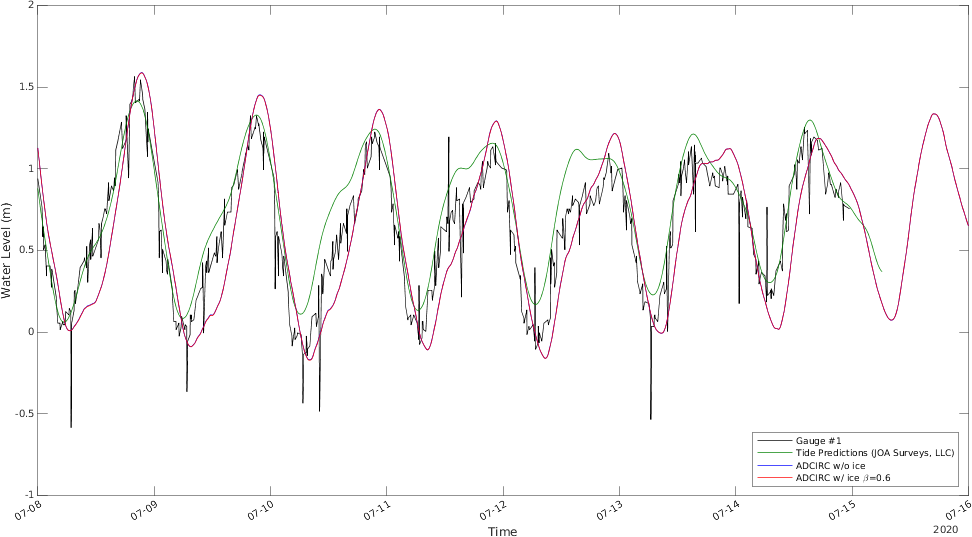 2
1.5
1
0.5
0
-0.5
-1
Water Level (m)
Gauge #1
Tide Predictions (JOA Surveys, LLC)
ADCIRC w/o ice
ADCIRC w/ ice β=0.6
07-08
07-09
07-10
07-11
07-12
07-13
07-14
07-15
07-16
Time
2020